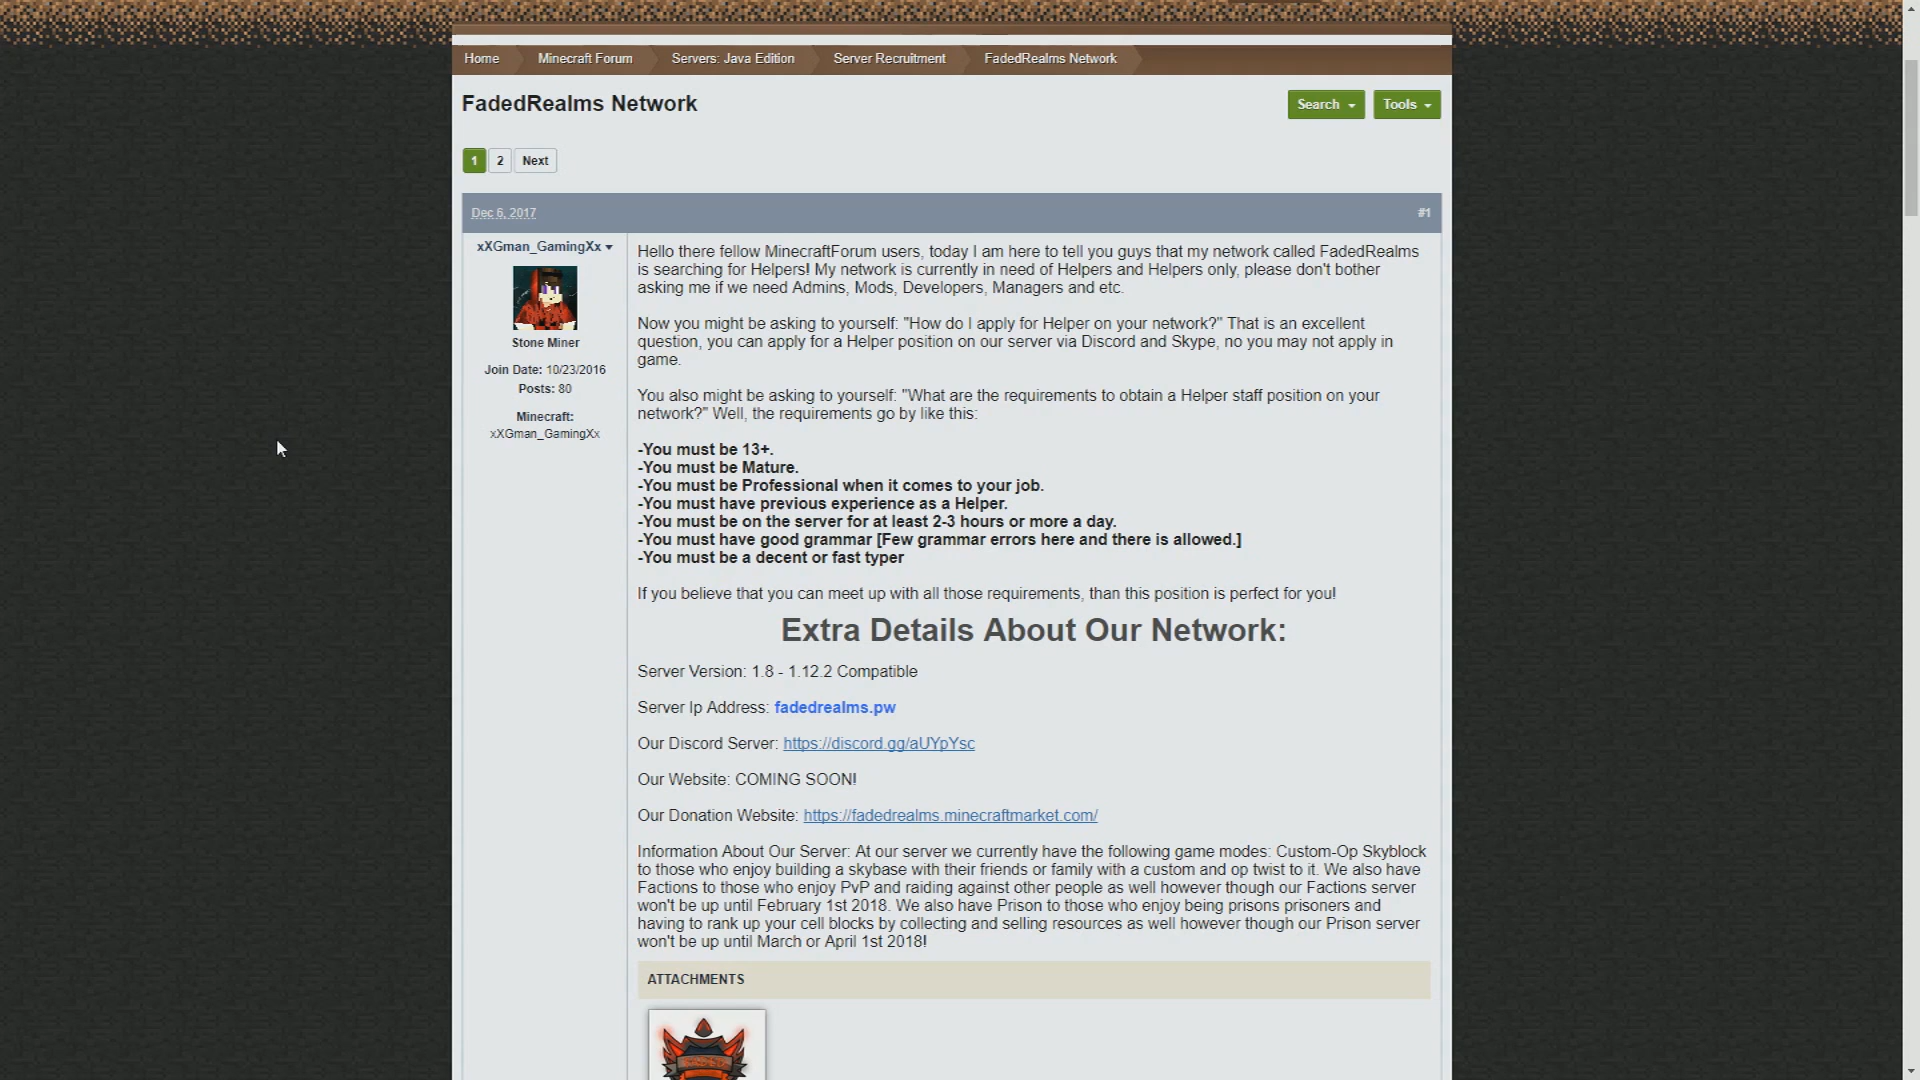 Home Minecraft Forum Servers: Java Edition Server Recruitment FadedRealms Network
FadedRealms Network
Search Tools
1 2 Next
Dec 6, 2017 #1
xXGman_GamingXx
Stone Miner
Join Date: 10/23/2016
Posts: 80
Minecraft:
xXGman_GamingXx
Hello there fellow MinecraftForum users, today I am here to tell you guys that my network called FadedRealms
is searching for Helpers! My network is currently in need of Helpers and Helpers only, please don't bother
asking me if we need Admins, Mods, Developers, Managers and etc.
Now you might be asking to yourself: "How do I apply for Helper on your network?" That is an excellent
question, you can apply for a Helper position on our server via Discord and Skype, no you may not apply in
game.
You also might be asking to yourself: "What are the requirements to obtain a Helper staff position on your
network?" Well, the requirements go by like this:
-You must be 13+.
-You must be Mature.
-You must be Professional when it comes to your job.
-You must have previous experience as a Helper.
-You must be on the server for at least 2-3 hours or more a day.
-You must have good grammar [Few grammar errors here and there is allowed.]
-You must be a decent or fast typer
If you believe that you can meet up with all those requirements, than this position is perfect for you!
Extra Details About Our Network:
Server Version: 1.8 - 1.12.2 Compatible
Server Ip Address: fadedrealms.pw
Our Discord Server: https://discord.gg/aUYpYsc
Our Website: COMING SOON!
Our Donation Website: https://fadedrealms.minecraftmarket.com/
Information About Our Server: At our server we currently have the following game modes: Custom-Op Skyblock
to those who enjoy building a skybase with their friends or family with a custom and op twist to it. We also have
Factions to those who enjoy PvP and raiding against other people as well however though our Factions server
won't be up until February 1st 2018. We also have Prison to those who enjoy being prisons prisoners and
having to rank up your cell blocks by collecting and selling resources as well however though our Prison server
won't be up until March or April 1st 2018!
ATTACHMENTS